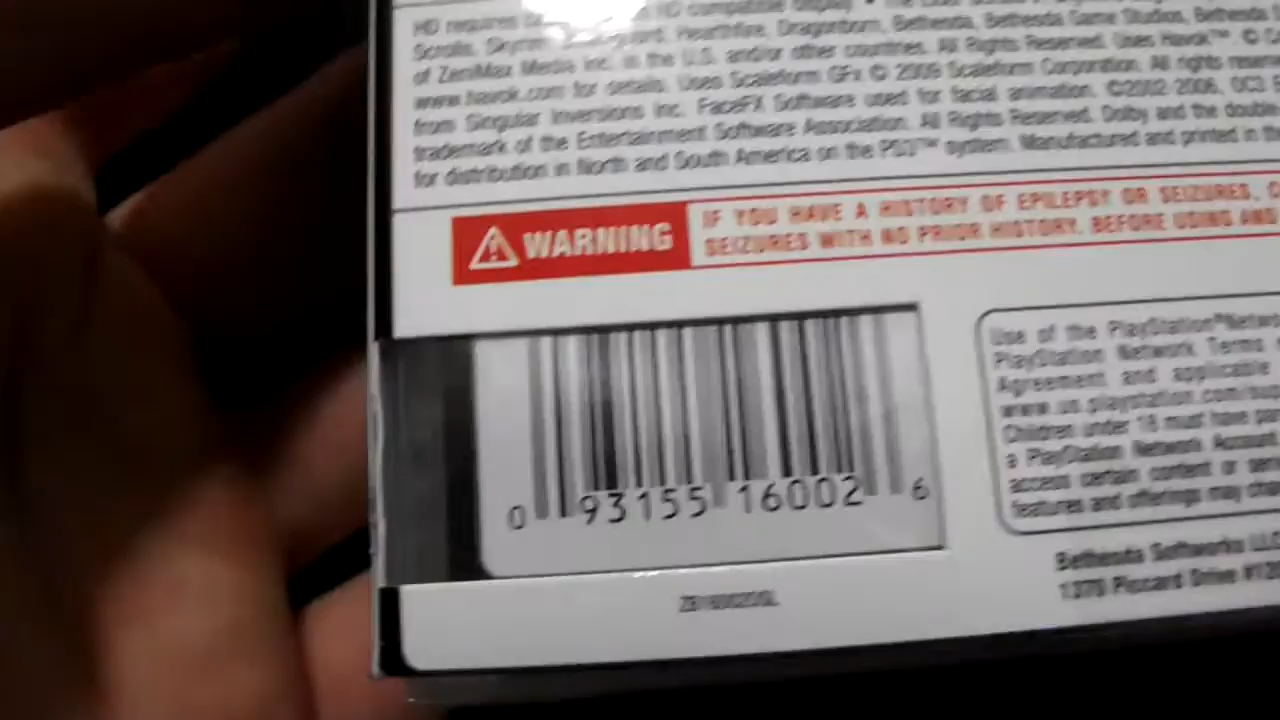 HD requires HD compatible display • The Elder Scrolls,
Scrolls, Skyrim, Hearthfire, Dragonborn, Bethesda, Bethesda Game Studios, Bethesda
of ZeniMax Media Inc. in the U.S. and/or other countries. All Rights Reserved. Uses Havok™. ©
www.havok.com for details. Uses Scaleform GFx © 2009 Scaleform Corporation. All rights
from Singular Inversions Inc. FaceFX Software used for facial animation. ©2002-2006, OC3
trademark of the Entertainment Software Association. All Rights Reserved. Dolby and the
for distribution in North and South America on the PS3™ system. Manufactured and printed in
WARNING
IF YOU HAVE A HISTORY OF EPILEPSY OR SEIZURES,
SEIZURES WITH NO PRIOR HISTORY, BEFORE USING AND
0 93155 16002 6
Use of the PlayStation®
PlayStation Network Terms
Agreement and applicable
Children under 18 must have
a PlayStation Network Account
access certain content or
features and offerings may
Bethesda Softworks LLC
1370 Piccard Drive